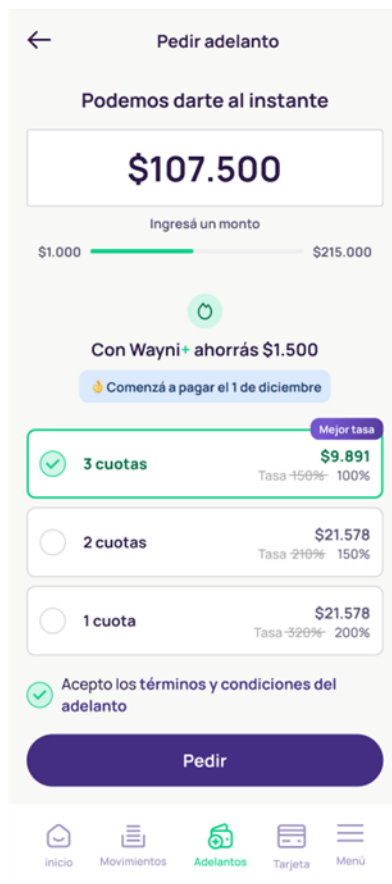 Pedir adelanto
Podemos darte al instante
$107.500
Ingresá un monto
$1.000 $215.000
Con Wayni+ ahorrás $1.500
👌 Comenzá a pagar el 1 de diciembre
Mejor tasa
3 cuotas $9.891
Tasa 150% 100%
2 cuotas $21.578
Tasa 210% 150%
1 cuota $21.578
Tasa 320% 200%
Acepto los términos y condiciones del
adelanto
Pedir
inicio Movimientos Adelantos Tarjeta Menú